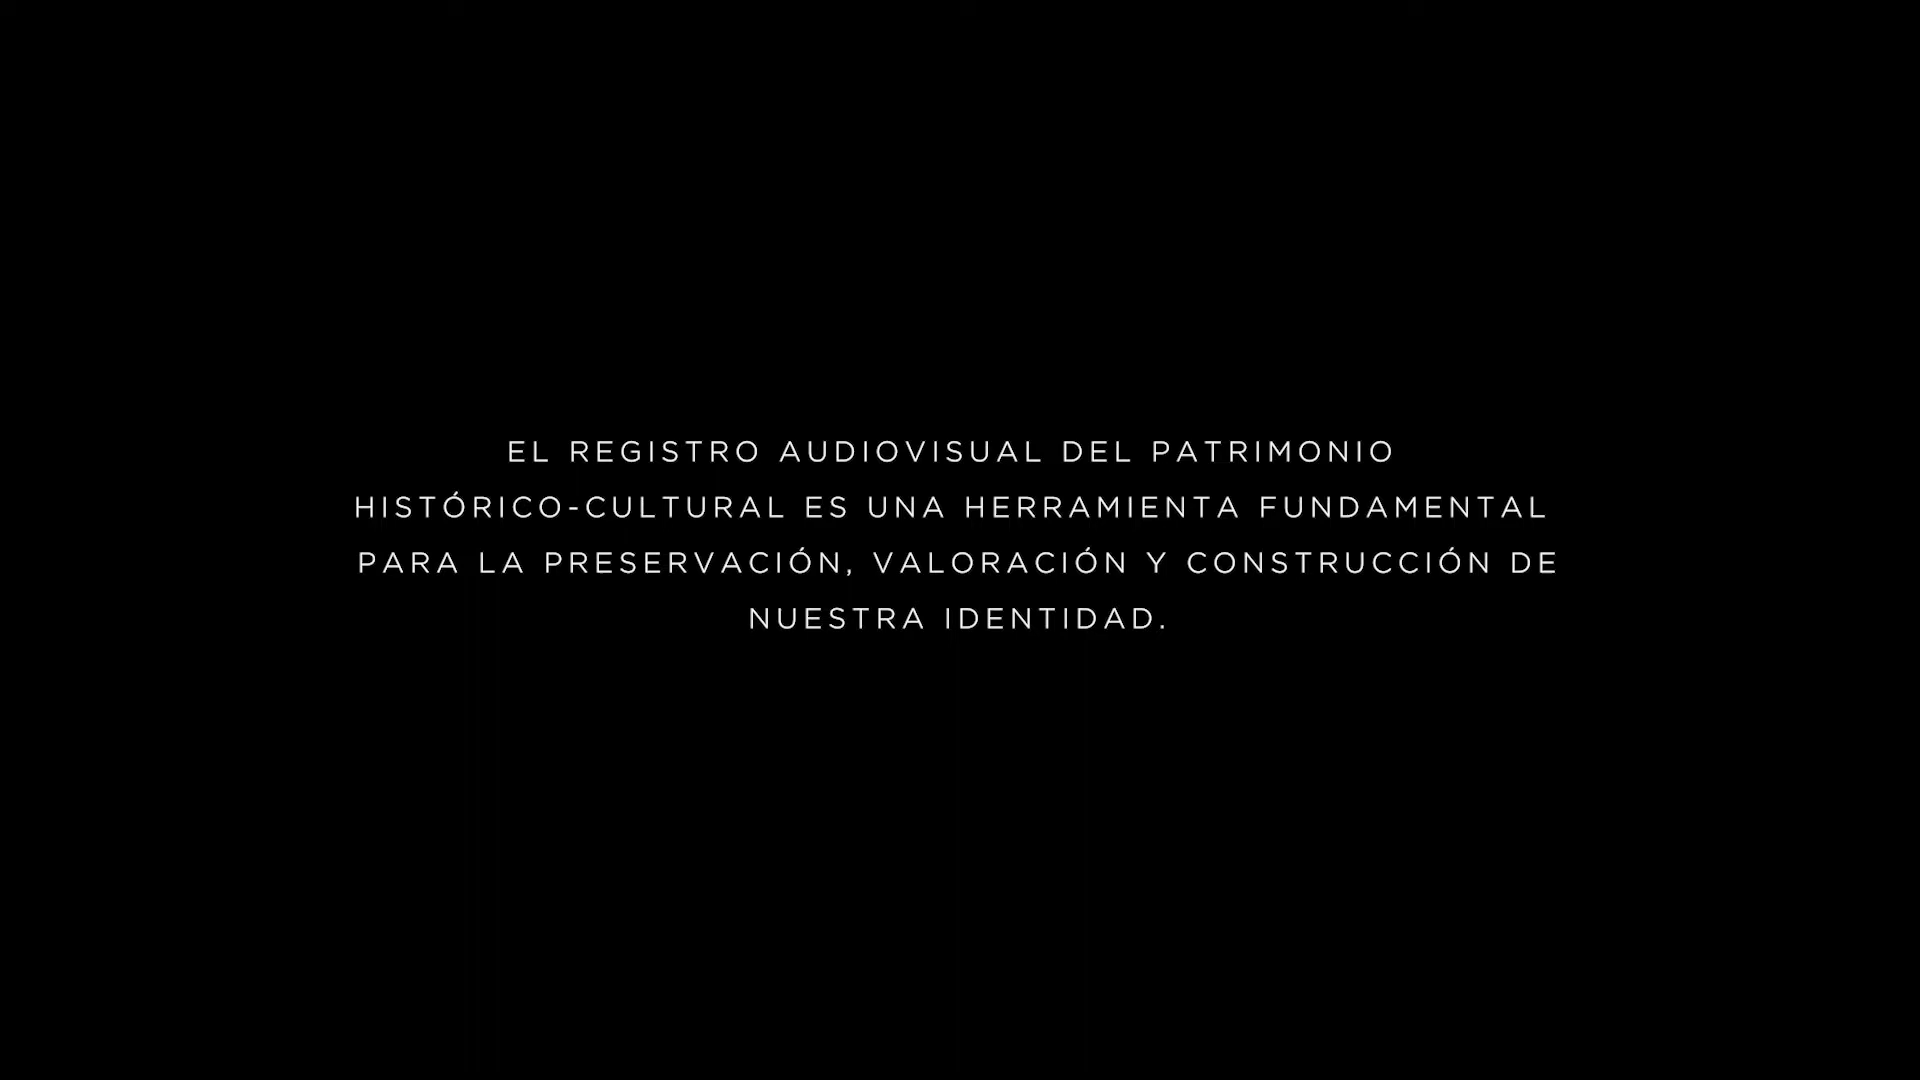 EL REGISTRO AUDIOVISUAL DEL PATRIMONIO
HISTÓRICO-CULTURAL ES UNA HERRAMIENTA FUNDAMENTAL
PARA LA PRESERVACIÓN, VALORACIÓN Y CONSTRUCCIÓN DE
NUESTRA IDENTIDAD.